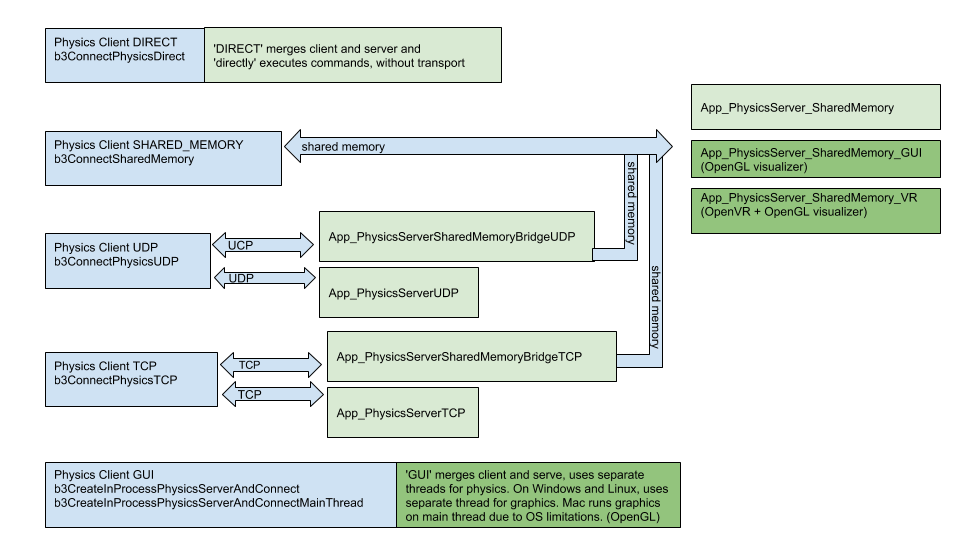 Physics Client DIRECT
b3ConnectPhysicsDirect
'DIRECT' merges client and server and
'directly' executes commands, without transport
App_PhysicsServer_SharedMemory
Physics Client SHARED_MEMORY
b3ConnectSharedMemory
shared memory
App_PhysicsServer_SharedMemory_GUI
(OpenGL visualizer)
App_PhysicsServer_SharedMemory_VR
(OpenVR + OpenGL visualizer)
shared memory
Physics Client UDP
b3ConnectPhysicsUDP
UCP
App_PhysicsServerSharedMemoryBridgeUDP
UDP
App_PhysicsServerUDP
shared memory
Physics Client TCP
b3ConnectPhysicsTCP
TCP
App_PhysicsServerSharedMemoryBridgeTCP
TCP
App_PhysicsServerTCP
Physics Client GUI
b3CreateInProcessPhysicsServerAndConnect
b3CreateInProcessPhysicsServerAndConnectMainThread
'GUI' merges client and serve, uses separate
threads for physics. On Windows and Linux, uses
separate thread for graphics. Mac runs graphics
on main thread due to OS limitations. (OpenGL)